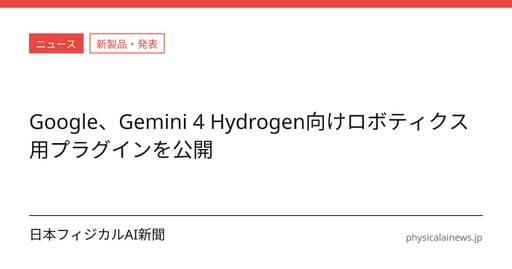 ニュース
新製品・発表
Google、Gemini 4 Hydrogen向けロボティクス
用プラグインを公開
日本フィジカルAI新聞
physicalainews.jp